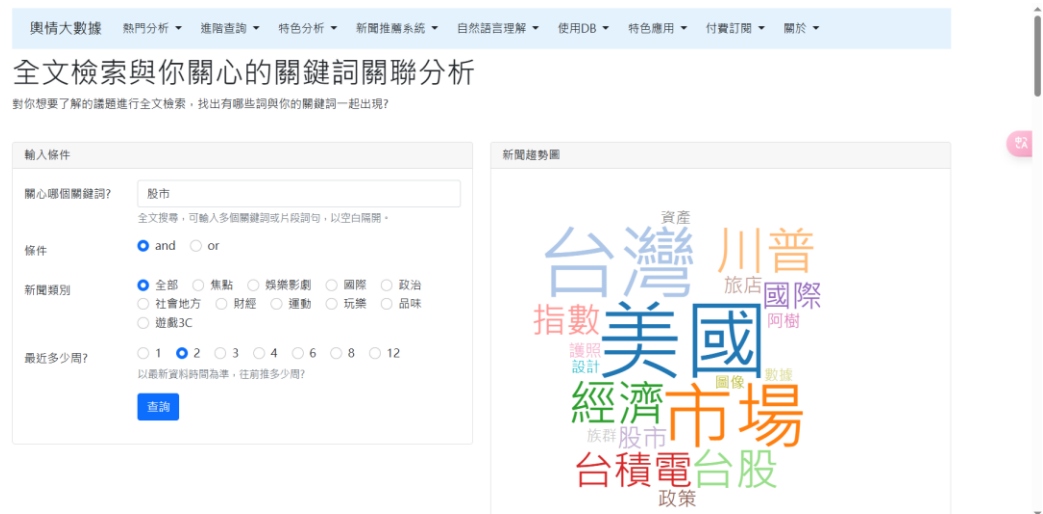 輿情大數據 熱門分析 進階查詢 特色分析 新聞推薦系統 自然語言理解 使用DB 特色應用 付費訂閱 關於
全文檢索與你關心的關鍵詞關聯分析
對你想要了解的議題進行全文檢索，找出有哪些詞與你的關鍵詞一起出現?
輸入條件
關心哪個關鍵詞?
股市
全文搜尋，可輸入多個關鍵詞或片段詞句，以空白隔開。
條件
and or
新聞類別
全部 焦點 娛樂影劇 國際 政治
社會地方 財經 運動 玩樂 品味
遊戲3C
最近多少周?
1 2 3 4 6 8 12
以最新資料時間為準，往前推多少周?
查詢
新聞趨勢圖
資產
台灣 川普
旅店 國際
指數 美國 阿樹
護照
設計
圖像 數據
經濟 市場
族群 股市
台積電 台股
政策